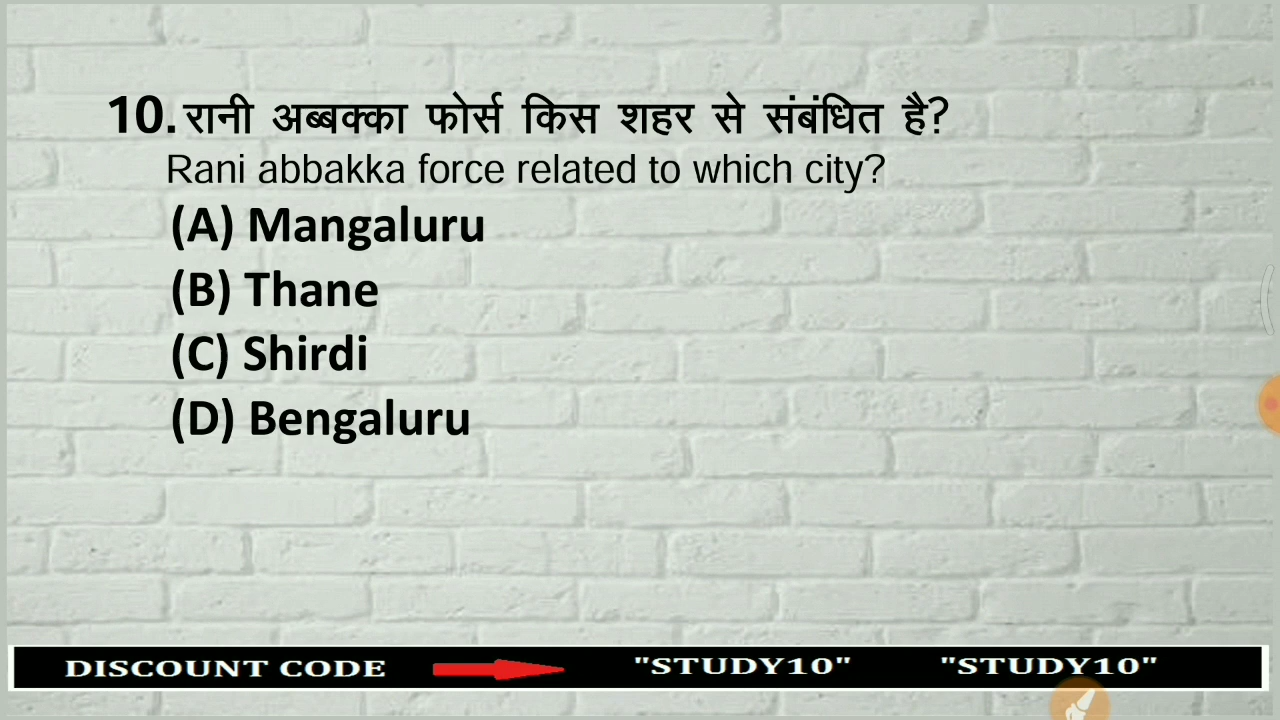 10. रानी अब्बक्का फोर्स किस शहर से संबंधित है?
Rani abbakka force related to which city?
(A) Mangaluru
(B) Thane
(C) Shirdi
(D) Bengaluru
DISCOUNT CODE "STUDY10" "STUDY10"